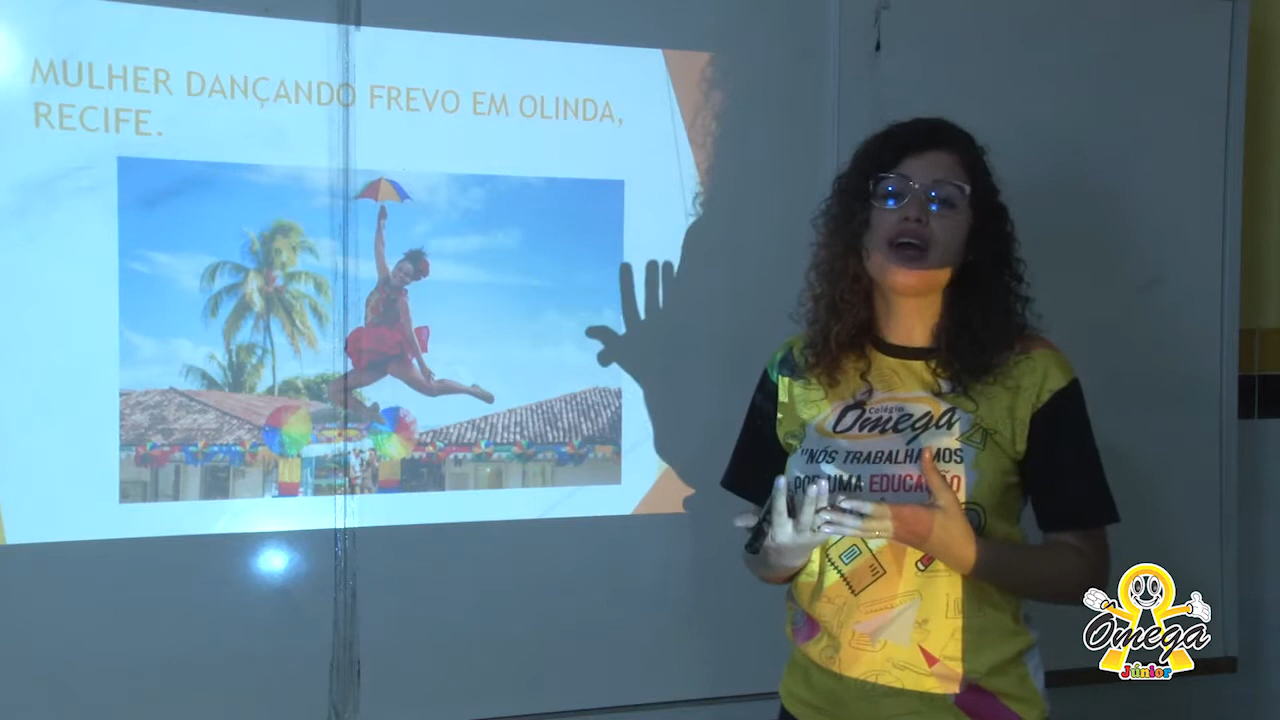 MULHER DANÇANDO FREVO EM OLINDA,
RECIFE.
Colégio
Ômega
"NÓS TRABALHAMOS
POR UMA EDUCAÇÃO
Ômega
Júnior